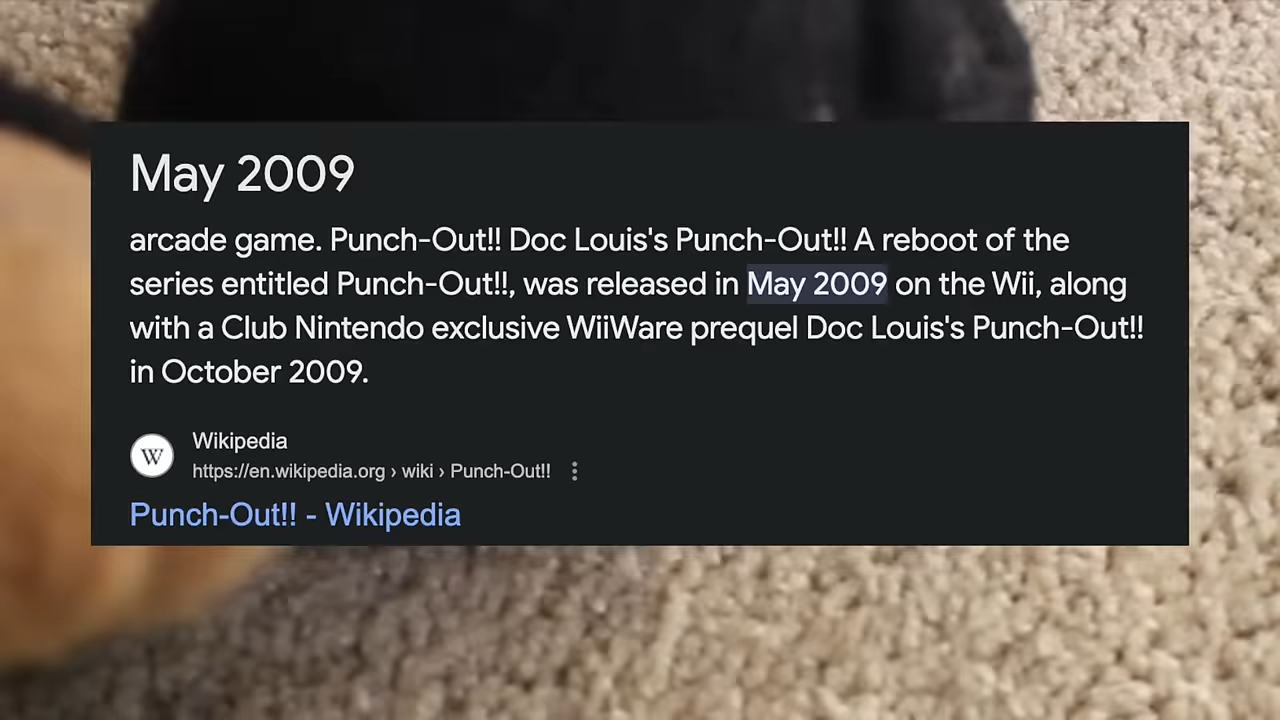 May 2009
arcade game. Punch-Out!! Doc Louis's Punch-Out!! A reboot of the
series entitled Punch-Out!!, was released in May 2009 on the Wii, along
with a Club Nintendo exclusive WiiWare prequel Doc Louis's Punch-Out!!
in October 2009.
Wikipedia
https://en.wikipedia.org › wiki › Punch-Out!!
Punch-Out!! - Wikipedia